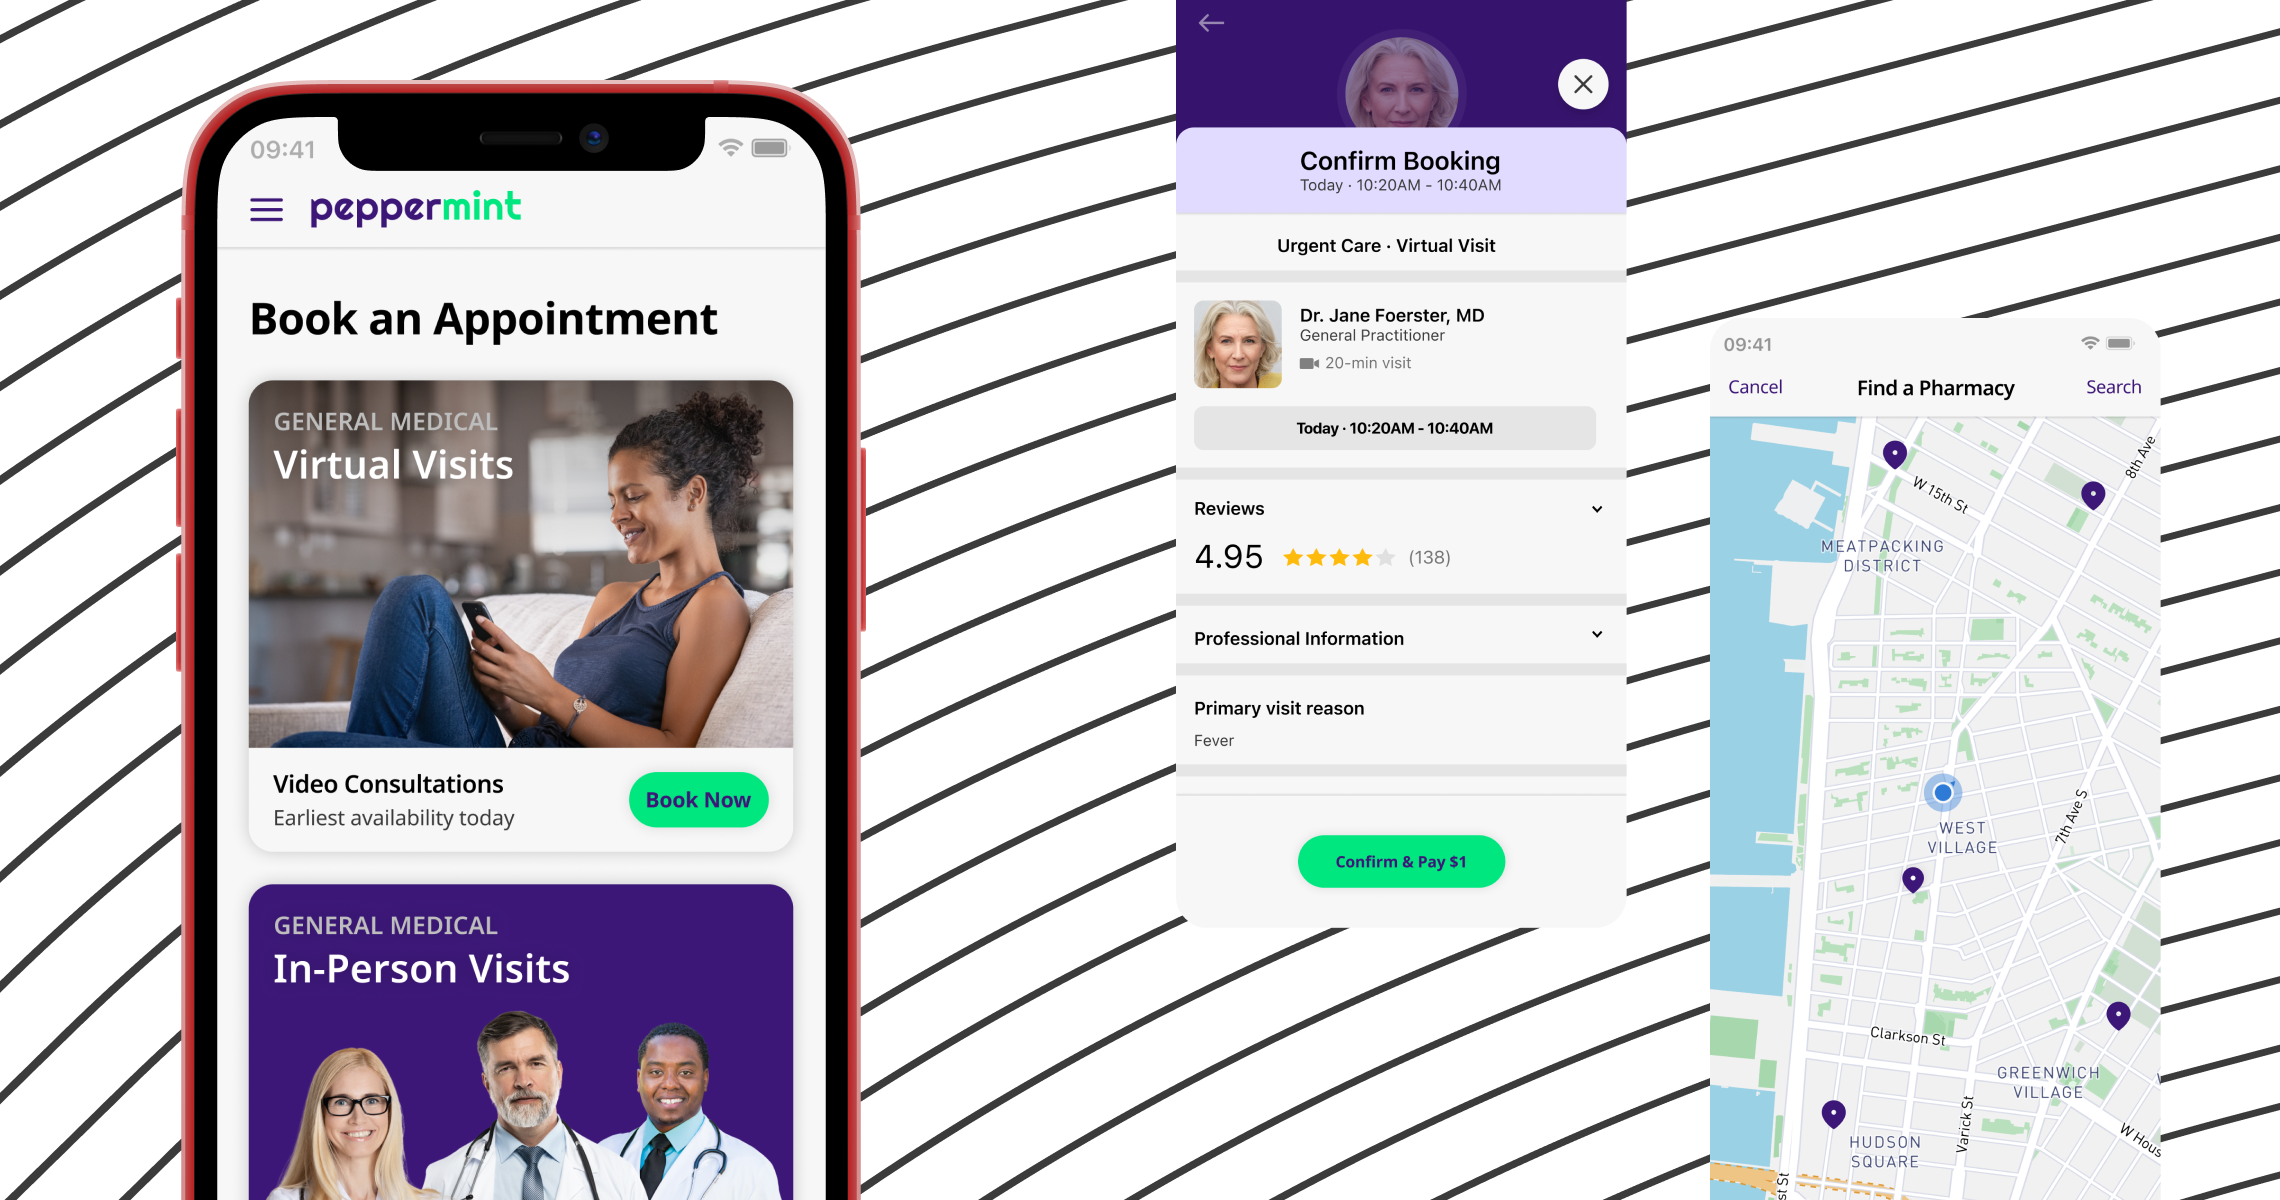 09:41
peppermint
Book an Appointment
GENERAL MEDICAL
Virtual Visits
Video Consultations
Earliest availability today
Book Now
GENERAL MEDICAL
In-Person Visits
Confirm Booking
Today · 10:20AM - 10:40AM
Urgent Care · Virtual Visit
Dr. Jane Foerster, MD
General Practitioner
20-min visit
Today · 10:20AM - 10:40AM
Reviews
4.95
(138)
Professional Information
Primary visit reason
Fever
Confirm & Pay $1
09:41
Cancel
Find a Pharmacy
Search
8th Ave
W 15th St
MEATPACKING
DISTRICT
WEST
VILLAGE
7th Ave S
Clarkson St
GREENWICH
VILLAGE
Varick St
HUDSON
SQUARE
W Hous
st St